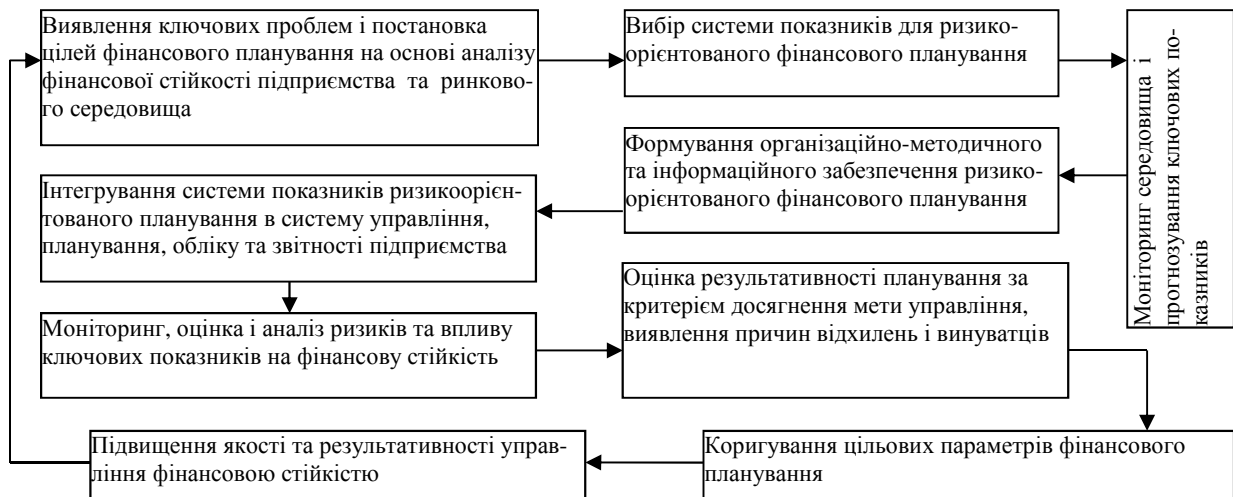 Виявлення ключових проблем і постановка
цілей фінансового планування на основі аналізу
фінансової стійкості підприємства та ринково-
го середовища
Вибір системи показників для ризико-
орієнтованого фінансового планування
Моніторинг середовища і
прогнозування ключових по-
казників
Формування організаційно-методичного
та інформаційного забезпечення ризико-
орієнтованого фінансового планування
Інтегрування системи показників ризикоорієн-
тованого планування в систему управління,
планування, обліку та звітності підприємства
Моніторинг, оцінка і аналіз ризиків та впливу
ключових показників на фінансову стійкість
Оцінка результативності планування за
критерієм досягнення мети управління,
виявлення причин відхилень і винуватців
Коригування цільових параметрів фінансового
планування
Підвищення якості та результативності управ-
ління фінансовою стійкістю